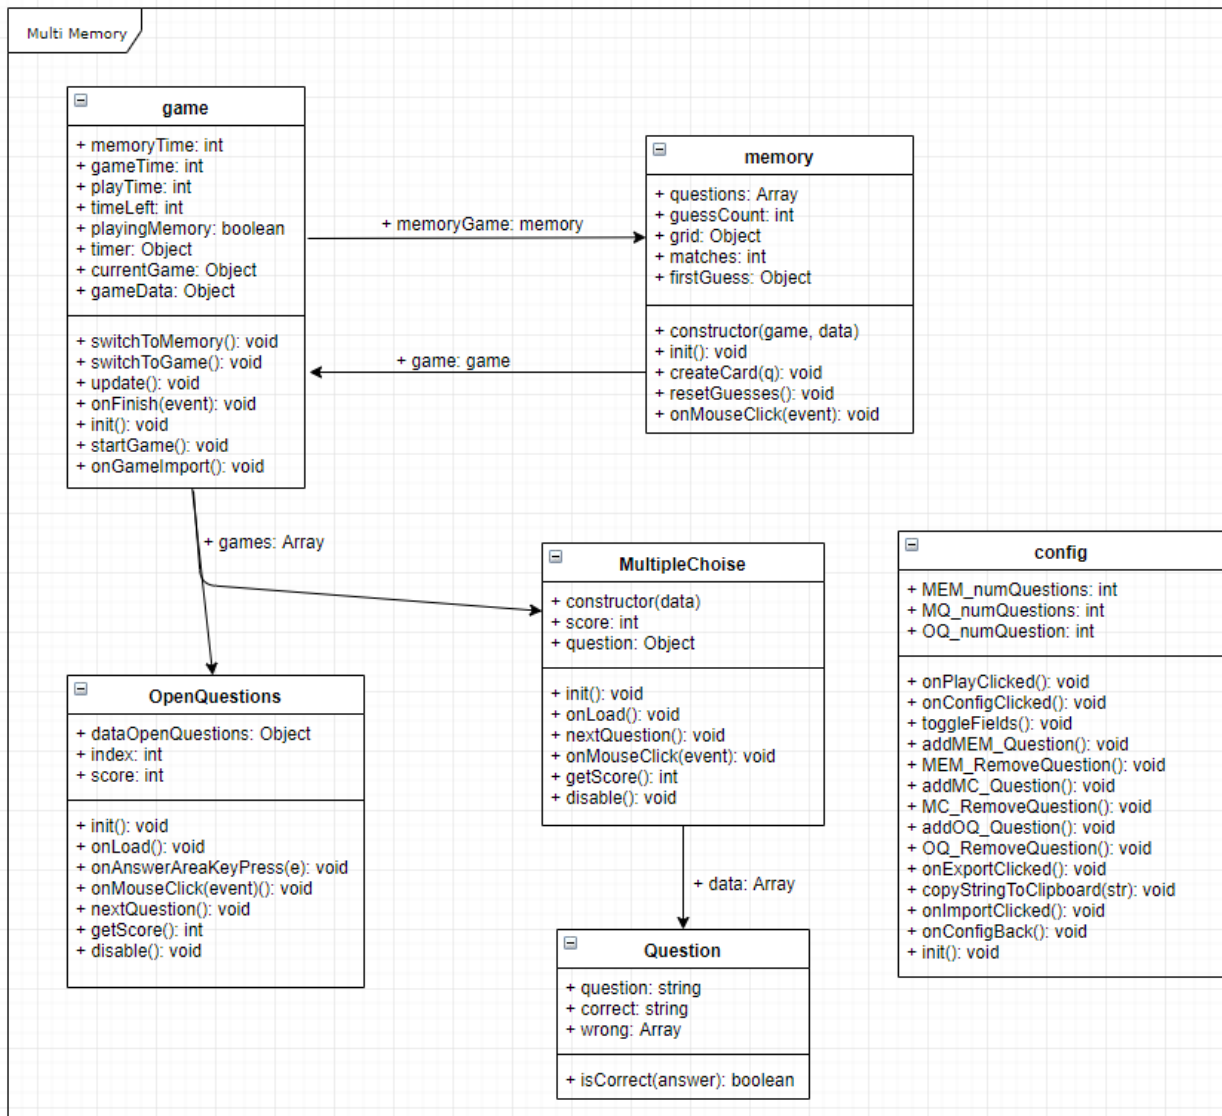 Multi Memory
game
+ memoryTime: int
+ gameTime: int
+ playTime: int
+ timeLeft: int
+ playingMemory: boolean
+ timer: Object
+ currentGame: Object
+ gameData: Object
+ switchToMemory(): void
+ switchToGame(): void
+ update(): void
+ onFinish(event): void
+ init(): void
+ startGame(): void
+ onGameImport(): void
+ memoryGame: memory
+ game: game
memory
+ questions: Array
+ guessCount: int
+ grid: Object
+ matches: int
+ firstGuess: Object
+ constructor(game, data)
+ init(): void
+ createCard(q): void
+ resetGuesses(): void
+ onMouseClick(event): void
+ games: Array
OpenQuestions
+ dataOpenQuestions: Object
+ index: int
+ score: int
+ init(): void
+ onLoad(): void
+ onAnswerAreaKeyPress(e): void
+ onMouseClick(event)(): void
+ nextQuestion(): void
+ getScore(): int
+ disable(): void
MultipleChoise
+ constructor(data)
+ score: int
+ question: Object
+ init(): void
+ onLoad(): void
+ nextQuestion(): void
+ onMouseClick(event): void
+ getScore(): int
+ disable(): void
+ data: Array
Question
+ question: string
+ correct: string
+ wrong: Array
+ isCorrect(answer): boolean
config
+ MEM_numQuestions: int
+ MQ_numQuestions: int
+ OQ_numQuestion: int
+ onPlayClicked(): void
+ onConfigClicked(): void
+ toggleFields(): void
+ addMEM_Question(): void
+ MEM_RemoveQuestion(): void
+ addMC_Question(): void
+ MC_RemoveQuestion(): void
+ addOQ_Question(): void
+ OQ_RemoveQuestion(): void
+ onExportClicked(): void
+ copyStringToClipboard(str): void
+ onImportClicked(): void
+ onConfigBack(): void
+ init(): void